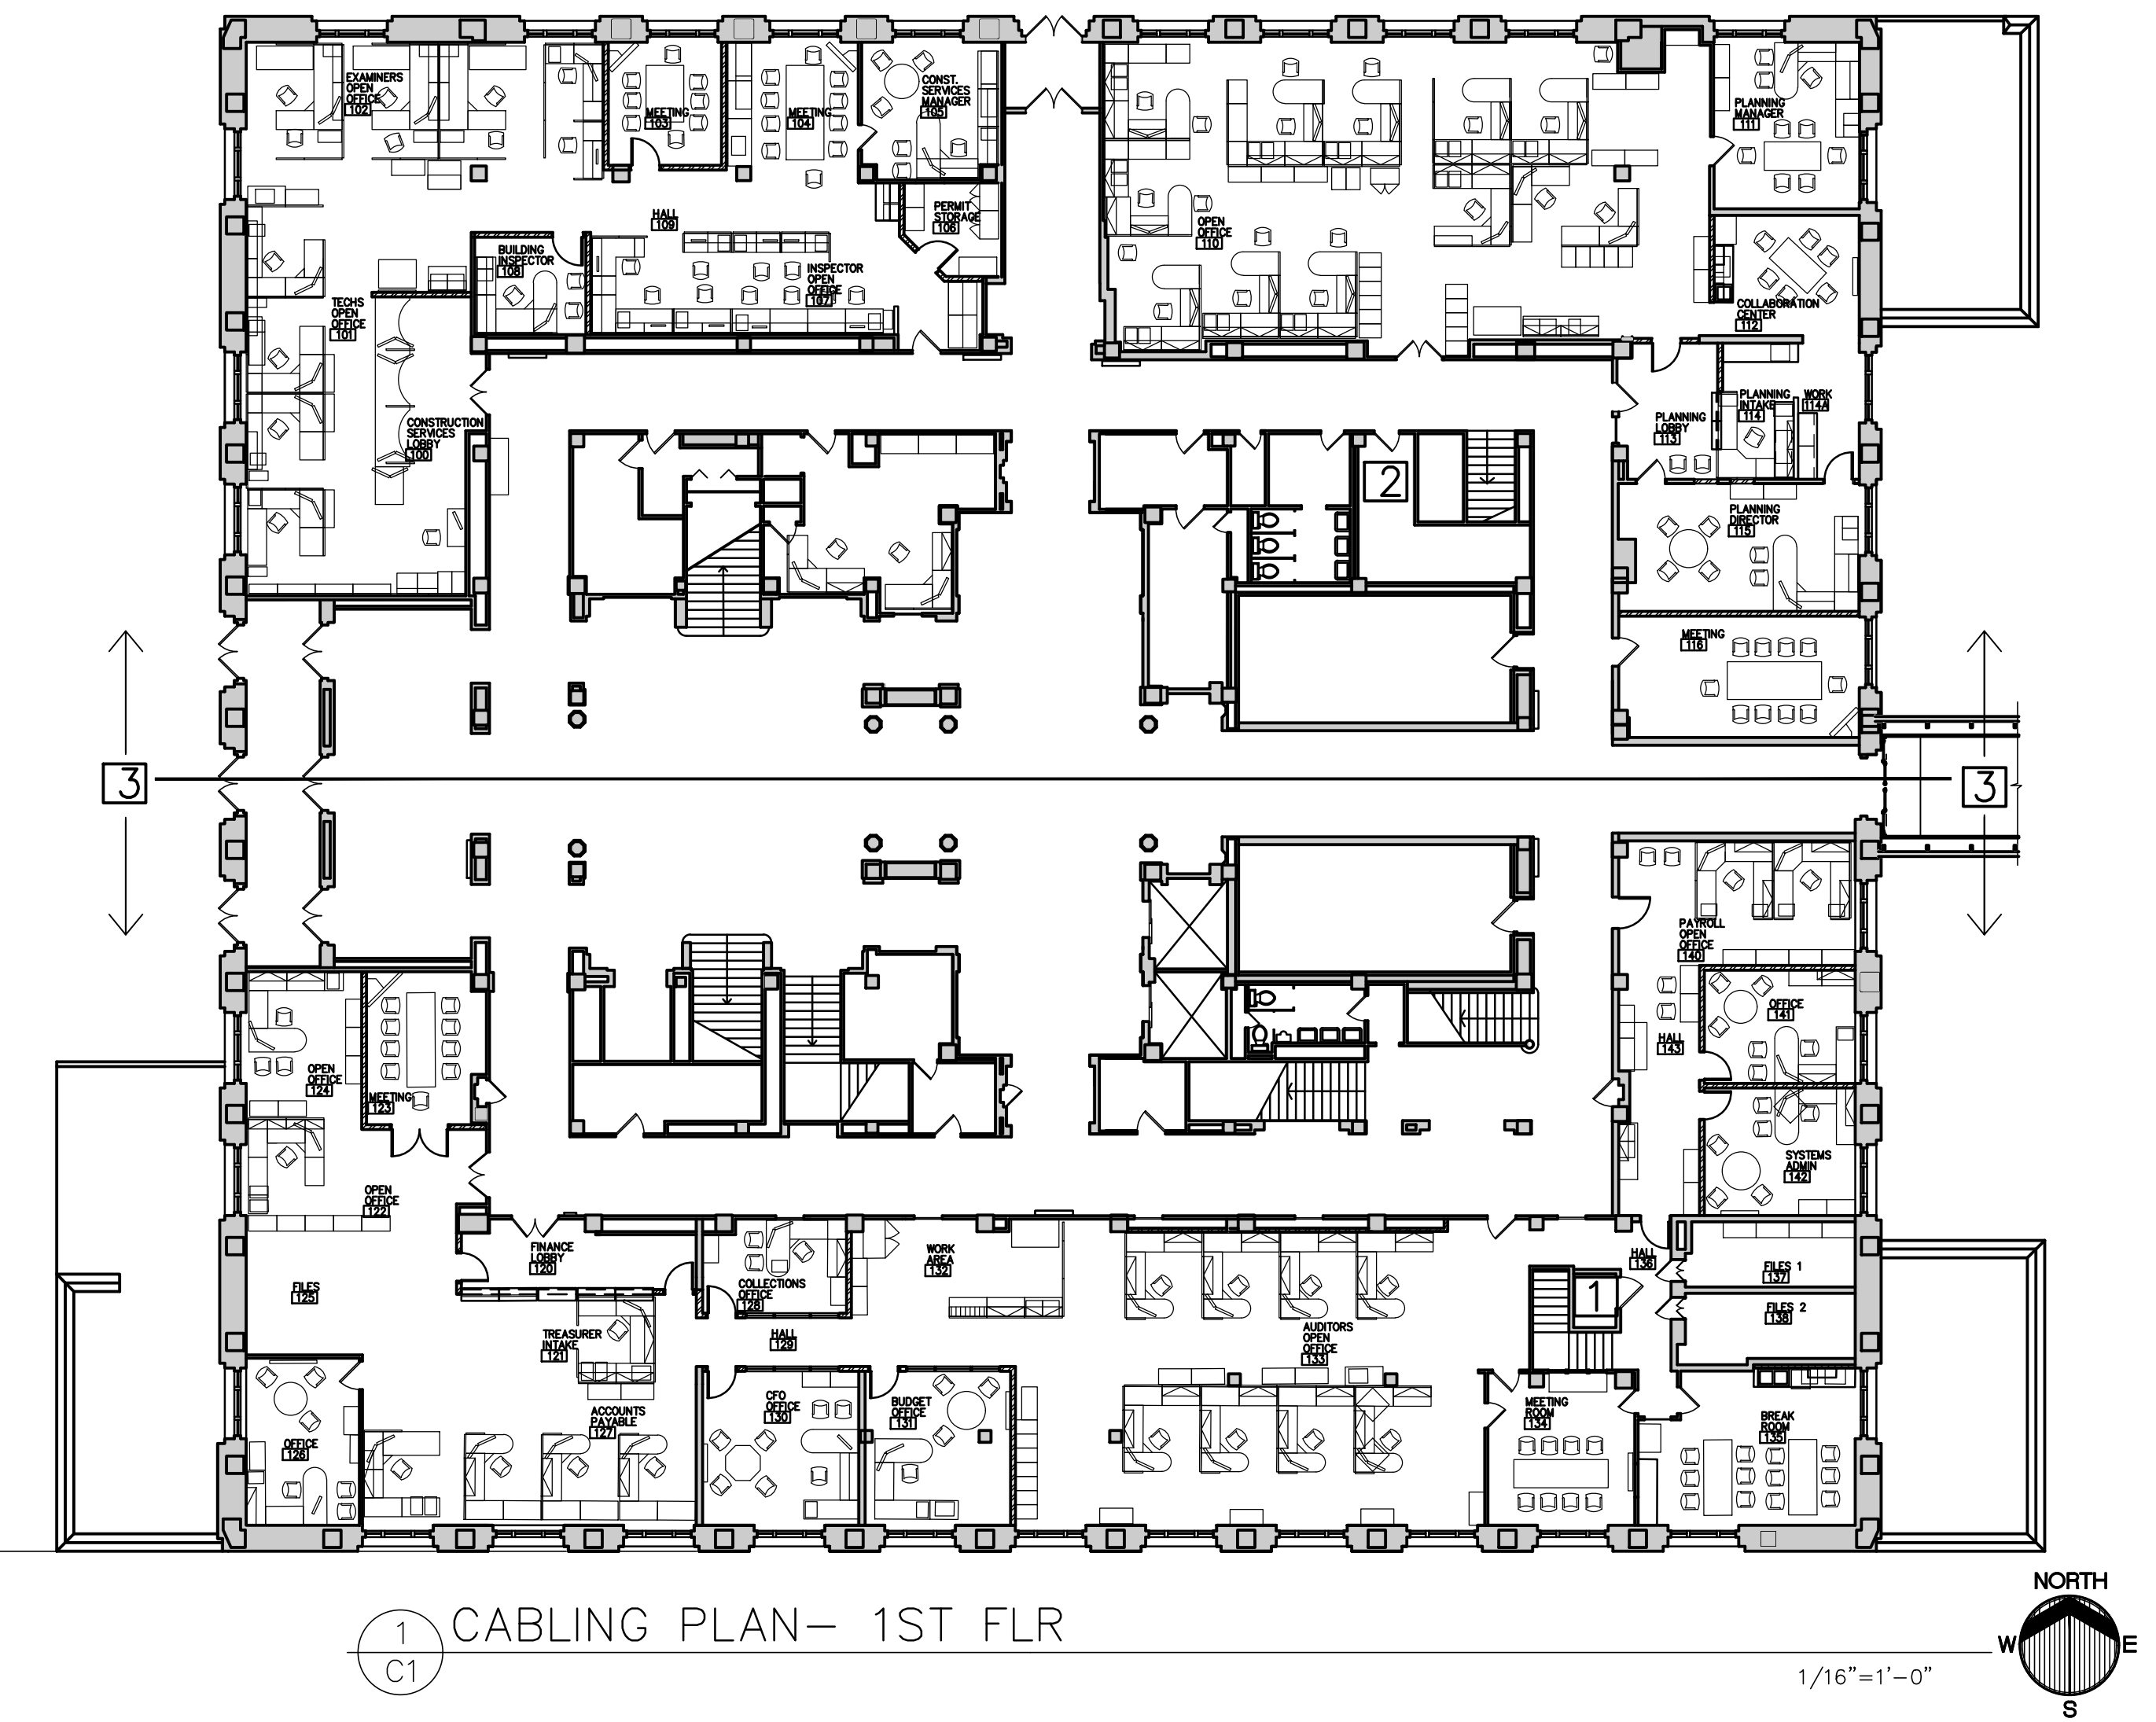 EXAMINERS
OPEN
OFFICE
102
MEETING
103
MEETING
104
CONST.
SERVICES
MANAGER
105
PERMIT
STORAGE
106
HALL
109
BUILDING
INSPECTOR
108
INSPECTOR
OPEN
OFFICE
107
TECHS
OPEN
OFFICE
101
CONSTRUCTION
SERVICES
LOBBY
100
OPEN
OFFICE
110
PLANNING
MANAGER
111
COLLABORATION
CENTER
112
PLANNING
LOBBY
113
PLANNING
INTAKE
114
WORK
114A
PLANNING
DIRECTOR
115
MEETING
116
2
3
3
PAYROLL
OPEN
OFFICE
140
OFFICE
141
HALL
143
SYSTEMS
ADMIN
142
OPEN
OFFICE
124
MEETING
123
OPEN
OFFICE
122
FILES
125
FINANCE
LOBBY
120
TREASURER
INTAKE
121
COLLECTIONS
OFFICE
128
HALL
129
WORK
AREA
132
AUDITORS
OPEN
OFFICE
133
HALL
136
1
FILES 1
137
FILES 2
138
OFFICE
126
ACCOUNTS
PAYABLE
127
CFO
OFFICE
130
BUDGET
OFFICE
131
MEETING
ROOM
134
BREAK
ROOM
135
1
C1
CABLING PLAN- 1ST FLR
1/16"=1'-0"
NORTH
W
E
S